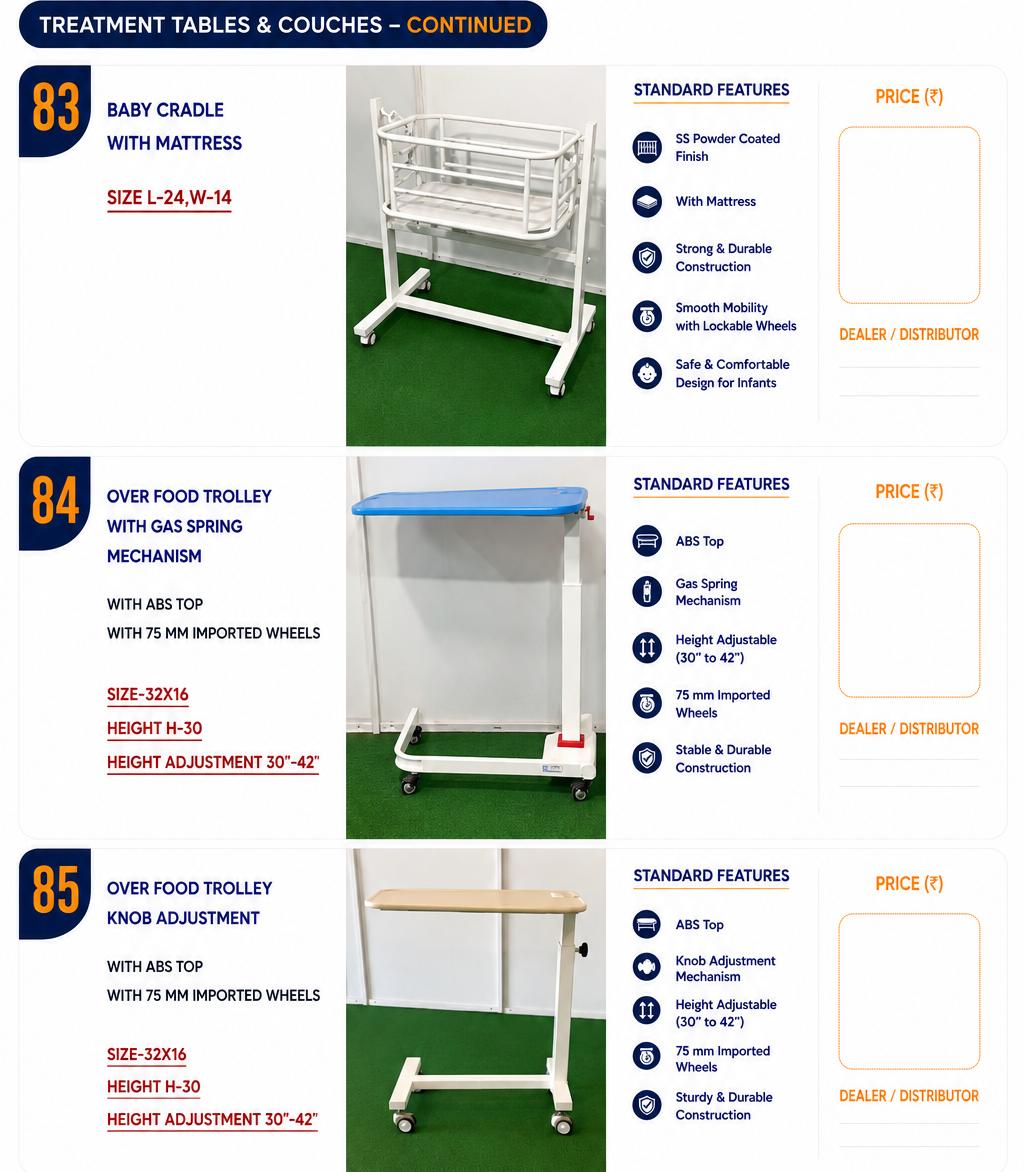 TREATMENT TABLES & COUCHES – CONTINUED
83
BABY CRADLE
WITH MATTRESS
SIZE L-24,W-14
STANDARD FEATURES
SS Powder Coated
Finish
With Mattress
Strong & Durable
Construction
Smooth Mobility
with Lockable Wheels
Safe & Comfortable
Design for Infants
PRICE (₹)
DEALER / DISTRIBUTOR
84
OVER FOOD TROLLEY
WITH GAS SPRING
MECHANISM
WITH ABS TOP
WITH 75 MM IMPORTED WHEELS
SIZE-32X16
HEIGHT H-30
HEIGHT ADJUSTMENT 30"-42"
STANDARD FEATURES
ABS Top
Gas Spring
Mechanism
Height Adjustable
(30" to 42")
75 mm Imported
Wheels
Stable & Durable
Construction
PRICE (₹)
DEALER / DISTRIBUTOR
85
OVER FOOD TROLLEY
KNOB ADJUSTMENT
WITH ABS TOP
WITH 75 MM IMPORTED WHEELS
SIZE-32X16
HEIGHT H-30
HEIGHT ADJUSTMENT 30"-42"
STANDARD FEATURES
ABS Top
Knob Adjustment
Mechanism
Height Adjustable
(30" to 42")
75 mm Imported
Wheels
Sturdy & Durable
Construction
PRICE (₹)
DEALER / DISTRIBUTOR